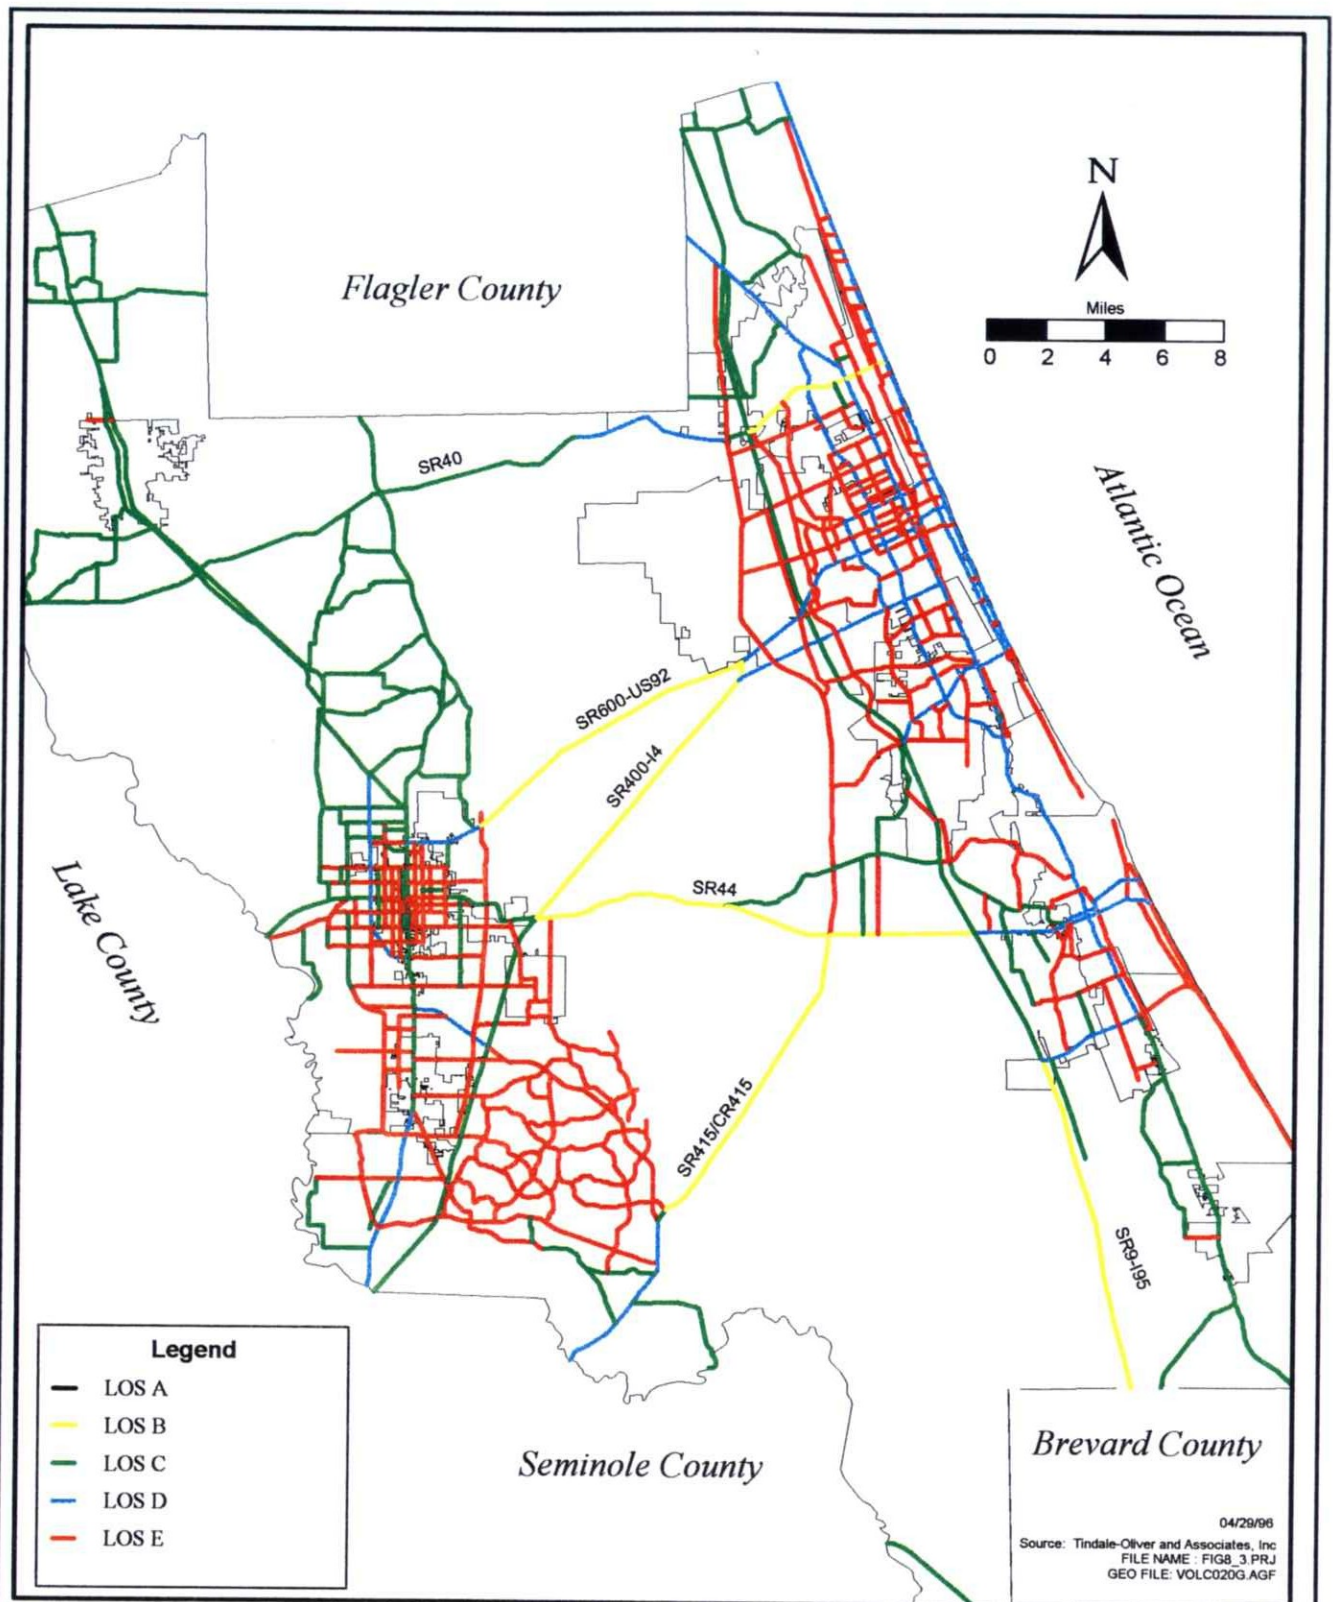 N
Miles
0 2 4 6 8
Flagler County
SR40
Atlantic Ocean
SR600-US92
SR400-I4
SR44
Lake County
SR415/CR415
SR9-I95
Legend
LOS A
LOS B
LOS C
LOS D
LOS E
Seminole County
Brevard County
04/29/96
Source: Tindale-Oliver and Associates, Inc
FILE NAME : FIG8_3.PRJ
GEO FILE: VOLC020G.AGF